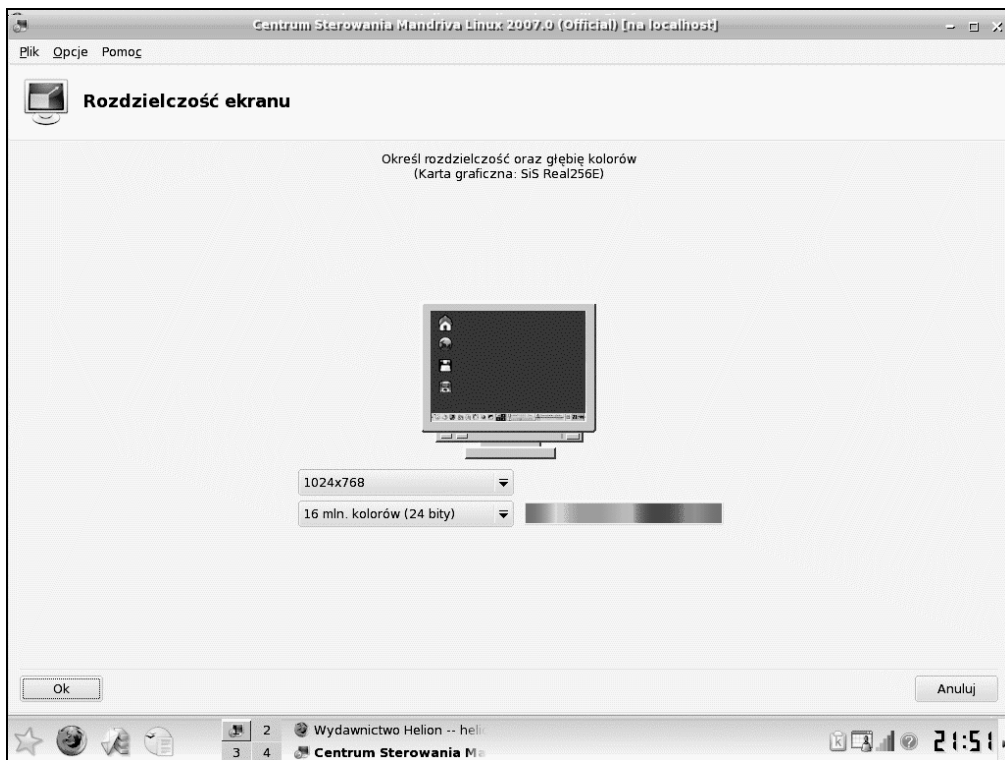 Centrum Sterowania Mandriva Linux 2007.0 (Official) [na localhost]
Plik Opcje Pomoc
Rozdzielczość ekranu
Określ rozdzielczość oraz głębię kolorów
(Karta graficzna: SiS Real256E)
1024x768
16 mln. kolorów (24 bity)
Ok
Anuluj
2
Wydawnictwo Helion -- heli
3 4
Centrum Sterowania Ma
21:51